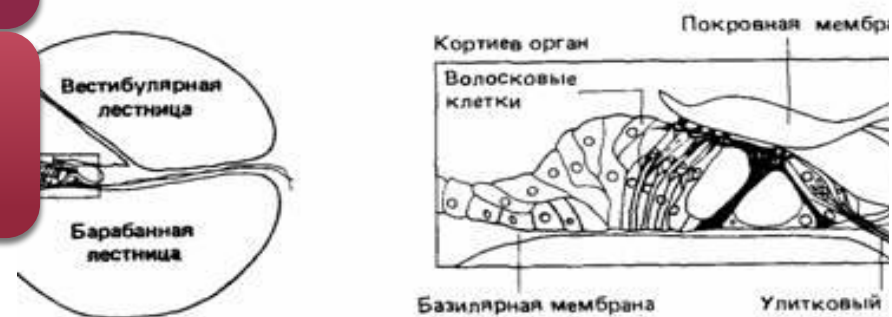 Вестибулярная
лестница
Барабанная
лестница
Кортиев орган
Покровная мембра
Волосковые
клетки
Базилярная мембрана
Улитковый